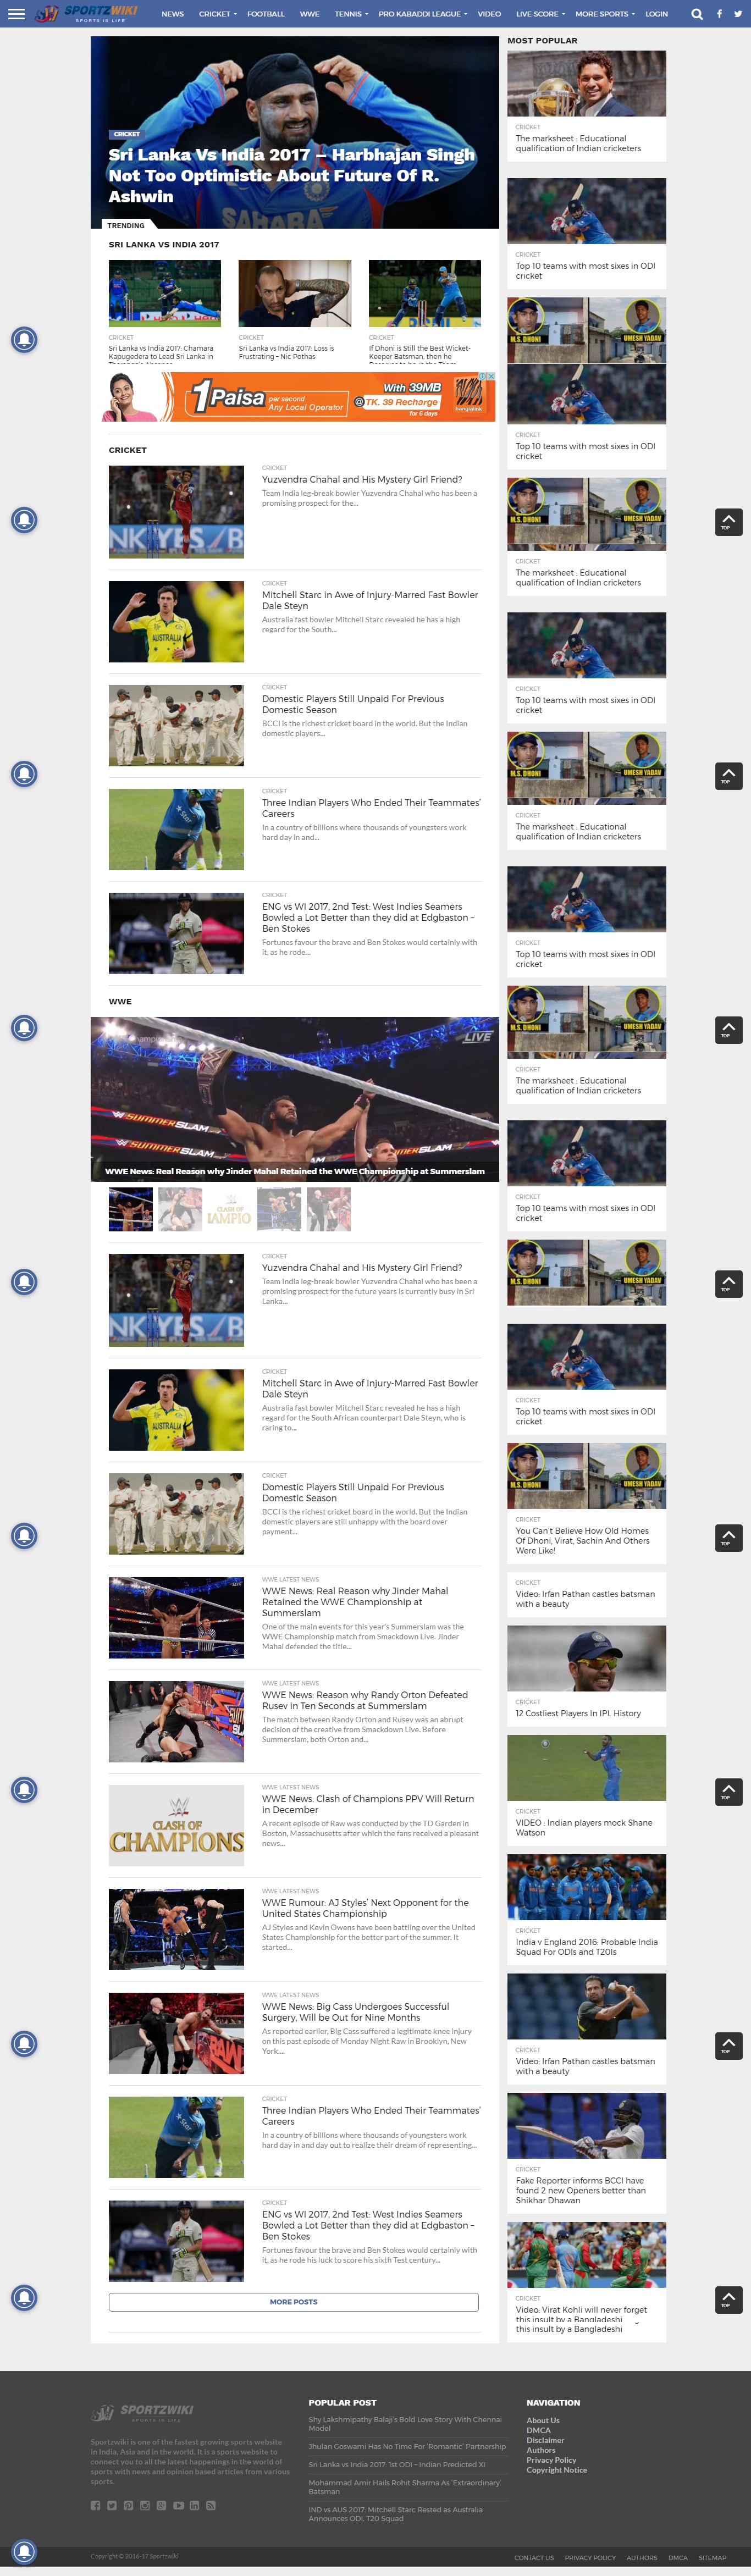 SPORTZWIKI
SPORTS IS LIFE
NEWS
CRICKET
FOOTBALL
WWE
TENNIS
PRO KABADDI LEAGUE
VIDEO
LIVE SCORE
MORE SPORTS
LOGIN
CRICKET
Sri Lanka Vs India 2017 – Harbhajan Singh
Not Too Optimistic About Future Of R.
Ashwin
SAHARA
TRENDING
SRI LANKA VS INDIA 2017
CRICKET
Sri Lanka vs India 2017: Chamara
Kapugedera to Lead Sri Lanka in
CRICKET
Sri Lanka vs India 2017: Loss is
Frustrating – Nic Pothas
CRICKET
If Dhoni is Still the Best Wicket-
Keeper Batsman, then he
1Paisa per second
Any Local Operator
With 39MB
@TK. 39 Recharge
for 6 days
banglalink
CRICKET
CRICKET
Yuzvendra Chahal and His Mystery Girl Friend?
Team India leg-break bowler Yuzvendra Chahal who has been a
promising prospect for the...
CRICKET
Mitchell Starc in Awe of Injury-Marred Fast Bowler
Dale Steyn
Australia fast bowler Mitchell Starc revealed he has a high
regard for the South...
AUSTRALIA
CRICKET
Domestic Players Still Unpaid For Previous
Domestic Season
BCCI is the richest cricket board in the world. But the Indian
domestic players...
CRICKET
Three Indian Players Who Ended Their Teammates'
Careers
In a country of billions where thousands of youngsters work
hard day in and...
CRICKET
ENG vs WI 2017, 2nd Test: West Indies Seamers
Bowled a Lot Better than they did at Edgbaston –
Ben Stokes
Fortunes favour the brave and Ben Stokes would certainly with
it, as he rode...
WWE
LIVE
SUMMERSLAM
SUMMERSLAM
WWE News: Real Reason why Jinder Mahal Retained the WWE Championship at Summerslam
CRICKET
Yuzvendra Chahal and His Mystery Girl Friend?
Team India leg-break bowler Yuzvendra Chahal who has been a
promising prospect for the future years is currently busy in Sri
Lanka...
CRICKET
Mitchell Starc in Awe of Injury-Marred Fast Bowler
Dale Steyn
Australia fast bowler Mitchell Starc revealed he has a high
regard for the South African counterpart Dale Steyn, who is
raring to...
AUSTRALIA
CRICKET
Domestic Players Still Unpaid For Previous
Domestic Season
BCCI is the richest cricket board in the world. But the Indian
domestic players are still unhappy with the board over
payment...
WWE LATEST NEWS
WWE News: Real Reason why Jinder Mahal
Retained the WWE Championship at
Summerslam
One of the main events for this year's Summerslam was the
WWE Championship match from Smackdown Live. Jinder
Mahal defended the title...
WWE LATEST NEWS
WWE News: Reason why Randy Orton Defeated
Rusev in Ten Seconds at Summerslam
The match between Randy Orton and Rusev was an abrupt
decision of the creative from Smackdown Live. Before
Summerslam, both Orton and...
CLASH OF
CHAMPIONS
WWE LATEST NEWS
WWE News: Clash of Champions PPV Will Return
in December
A recent episode of Raw was conducted by the TD Garden in
Boston, Massachusetts after which the fans received a pleasant
news...
WWE LATEST NEWS
WWE Rumour: AJ Styles' Next Opponent for the
United States Championship
AJ Styles and Kevin Owens have been battling over the United
States Championship for the better part of the summer. It
started...
WWE LATEST NEWS
WWE News: Big Cass Undergoes Successful
Surgery, Will be Out for Nine Months
As reported earlier, Big Cass suffered a legitimate knee injury
on this past episode of Monday Night Raw in Brooklyn, New
York....
CRICKET
Three Indian Players Who Ended Their Teammates'
Careers
In a country of billions where thousands of youngsters work
hard day in and day out to realize their dream of representing...
CRICKET
ENG vs WI 2017, 2nd Test: West Indies Seamers
Bowled a Lot Better than they did at Edgbaston –
Ben Stokes
Fortunes favour the brave and Ben Stokes would certainly with
it, as he rode his luck to score his sixth Test century...
MORE POSTS
MOST POPULAR
CRICKET
The marksheet : Educational
qualification of Indian cricketers
CRICKET
Top 10 teams with most sixes in ODI
cricket
M.S. DHONI
UMESH YADAV
CRICKET
Top 10 teams with most sixes in ODI
cricket
M.S. DHONI
UMESH YADAV
CRICKET
The marksheet : Educational
qualification of Indian cricketers
TOP
CRICKET
Top 10 teams with most sixes in ODI
cricket
M.S. DHONI
UMESH YADAV
TOP
CRICKET
The marksheet : Educational
qualification of Indian cricketers
CRICKET
Top 10 teams with most sixes in ODI
cricket
M.S. DHONI
UMESH YADAV
TOP
CRICKET
The marksheet : Educational
qualification of Indian cricketers
CRICKET
Top 10 teams with most sixes in ODI
cricket
M.S. DHONI
UMESH YADAV
TOP
CRICKET
Top 10 teams with most sixes in ODI
cricket
M.S. DHONI
UMESH YADAV
CRICKET
You Can't Believe How Old Homes
Of Dhoni, Virat, Sachin And Others
Were Like!
TOP
CRICKET
Video: Irfan Pathan castles batsman
with a beauty
CRICKET
12 Costliest Players In IPL History
CRICKET
VIDEO : Indian players mock Shane
Watson
TOP
CRICKET
India v England 2016: Probable India
Squad For ODIs and T20Is
CRICKET
Video: Irfan Pathan castles batsman
with a beauty
TOP
CRICKET
Fake Reporter informs BCCI have
found 2 new Openers better than
Shikhar Dhawan
CRICKET
Video: Virat Kohli will never forget
this insult by a Bangladeshi
this insult by a Bangladeshi
TOP
SPORTZWIKI
SPORTS IS LIFE
Sportzwiki is one of the fastest growing sports website
in India, Asia and in the world. It is a sports website to
connect you to all the latest happenings in the world of
sports with news and opinion based articles from various
sports.
POPULAR POST
Shy Lakshmipathy Balaji's Bold Love Story With Chennai
Model
Jhulan Goswami Has No Time For 'Romantic' Partnership
Sri Lanka vs India 2017: 1st ODI – Indian Predicted XI
Mohammad Amir Hails Rohit Sharma As 'Extraordinary'
Batsman
IND vs AUS 2017: Mitchell Starc Rested as Australia
Announces ODI, T20 Squad
NAVIGATION
About Us
DMCA
Disclaimer
Authors
Privacy Policy
Copyright Notice
Copyright © 2016-17 Sportzwiki
CONTACT US
PRIVACY POLICY
AUTHORS
DMCA
SITEMAP